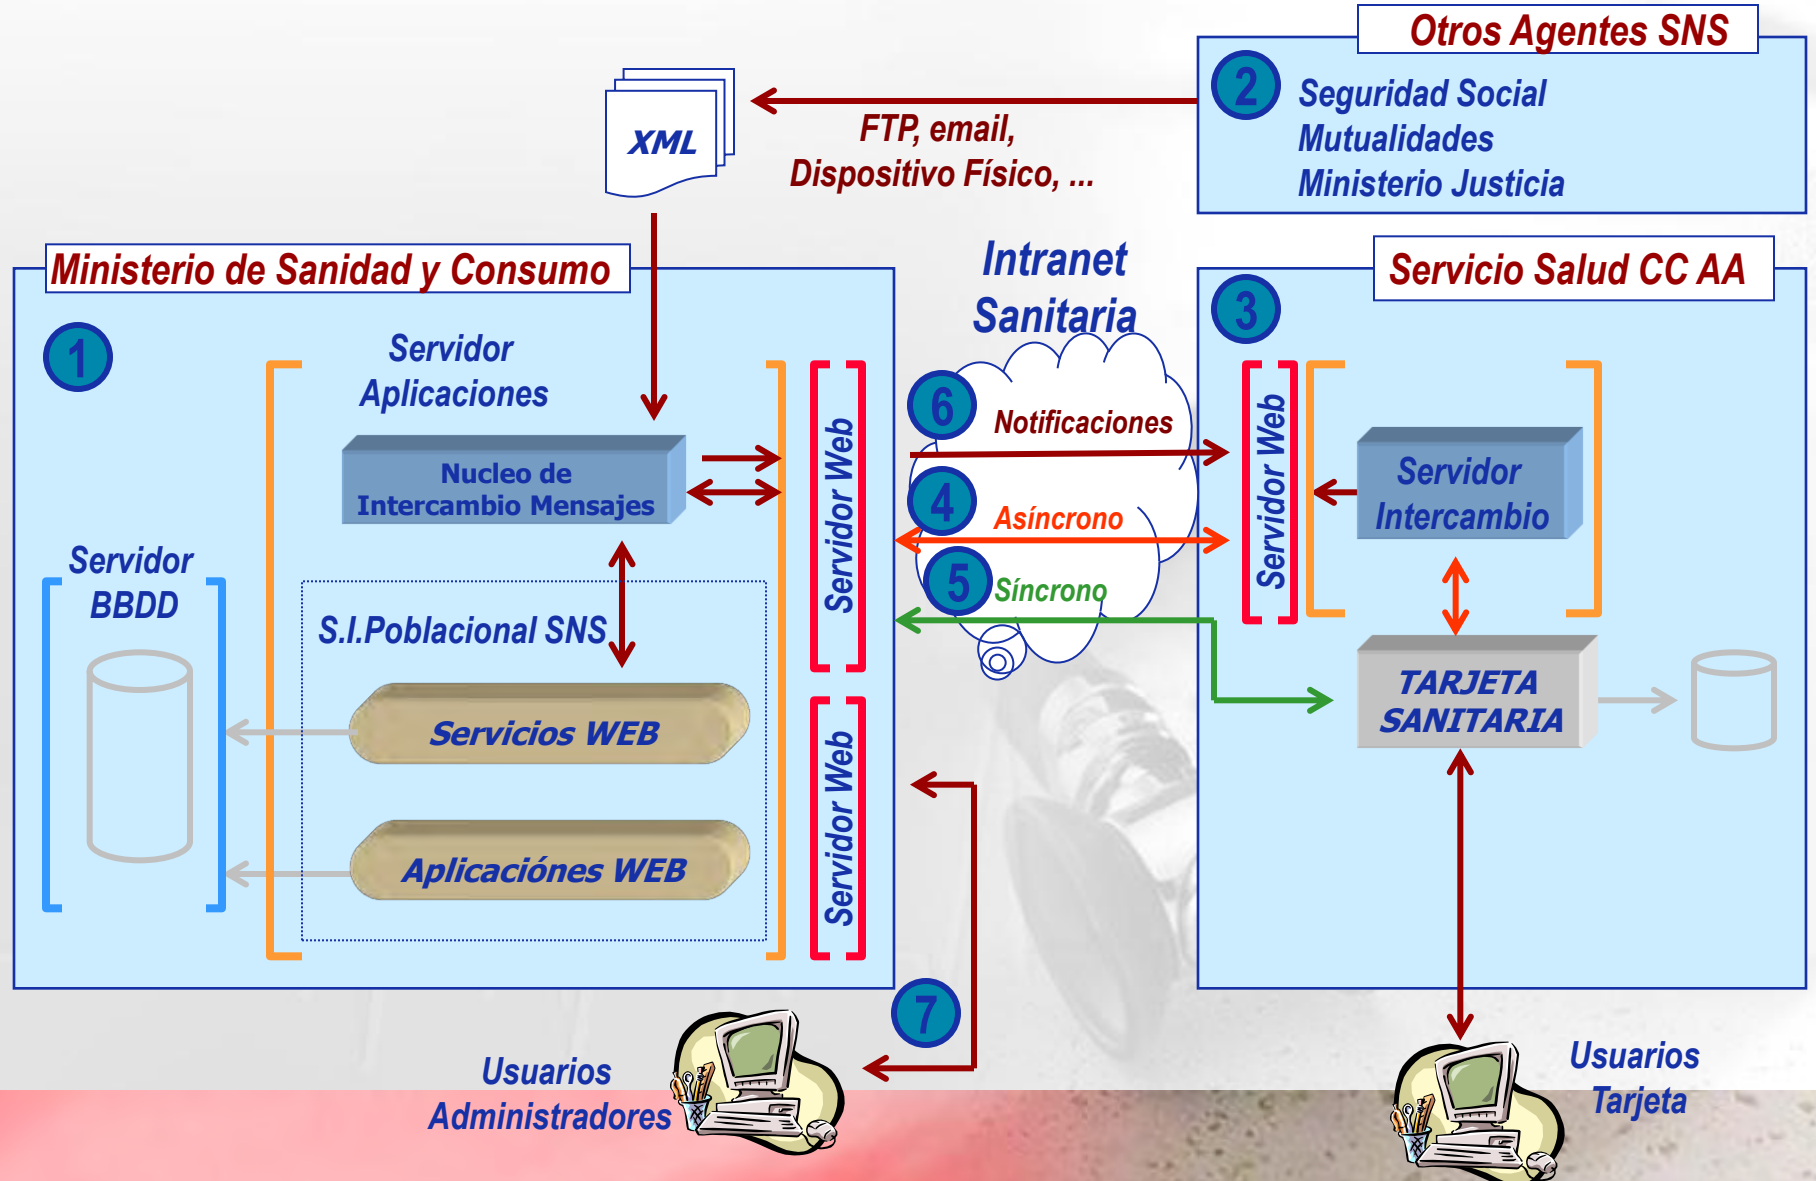 Otros Agentes SNS
2
Seguridad Social
Mutualidades
Ministerio Justicia
XML
FTP, email,
Dispositivo Físico, ...
Ministerio de Sanidad y Consumo
1
Servidor
Aplicaciones
Nucleo de
Intercambio Mensajes
Servidor
BBDD
S.I.Poblacional SNS
Servicios WEB
Aplicaciónes WEB
Servidor Web
Servidor Web
Intranet
Sanitaria
6
Notificaciones
4
Asíncrono
5
Síncrono
Servicio Salud CC AA
3
Servidor Web
Servidor
Intercambio
TARJETA
SANITARIA
7
Usuarios
Administradores
Usuarios
Tarjeta